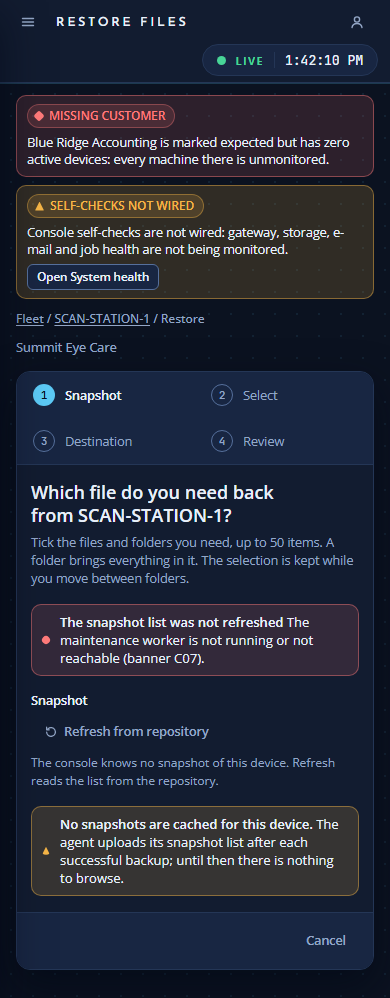 RESTORE FILES
LIVE
1:42:10 PM
MISSING CUSTOMER
Blue Ridge Accounting is marked expected but has zero
active devices: every machine there is unmonitored.
SELF-CHECKS NOT WIRED
Console self-checks are not wired: gateway, storage, e-
mail and job health are not being monitored.
Open System health
Fleet / SCAN-STATION-1 / Restore
Summit Eye Care
1 Snapshot
2 Select
3 Destination
4 Review
Which file do you need back
from SCAN-STATION-1?
Tick the files and folders you need, up to 50 items. A
folder brings everything in it. The selection is kept while
you move between folders.
The snapshot list was not refreshed The
maintenance worker is not running or not
reachable (banner C07).
Snapshot
Refresh from repository
The console knows no snapshot of this device. Refresh
reads the list from the repository.
No snapshots are cached for this device. The
agent uploads its snapshot list after each
successful backup; until then there is nothing
to browse.
Cancel